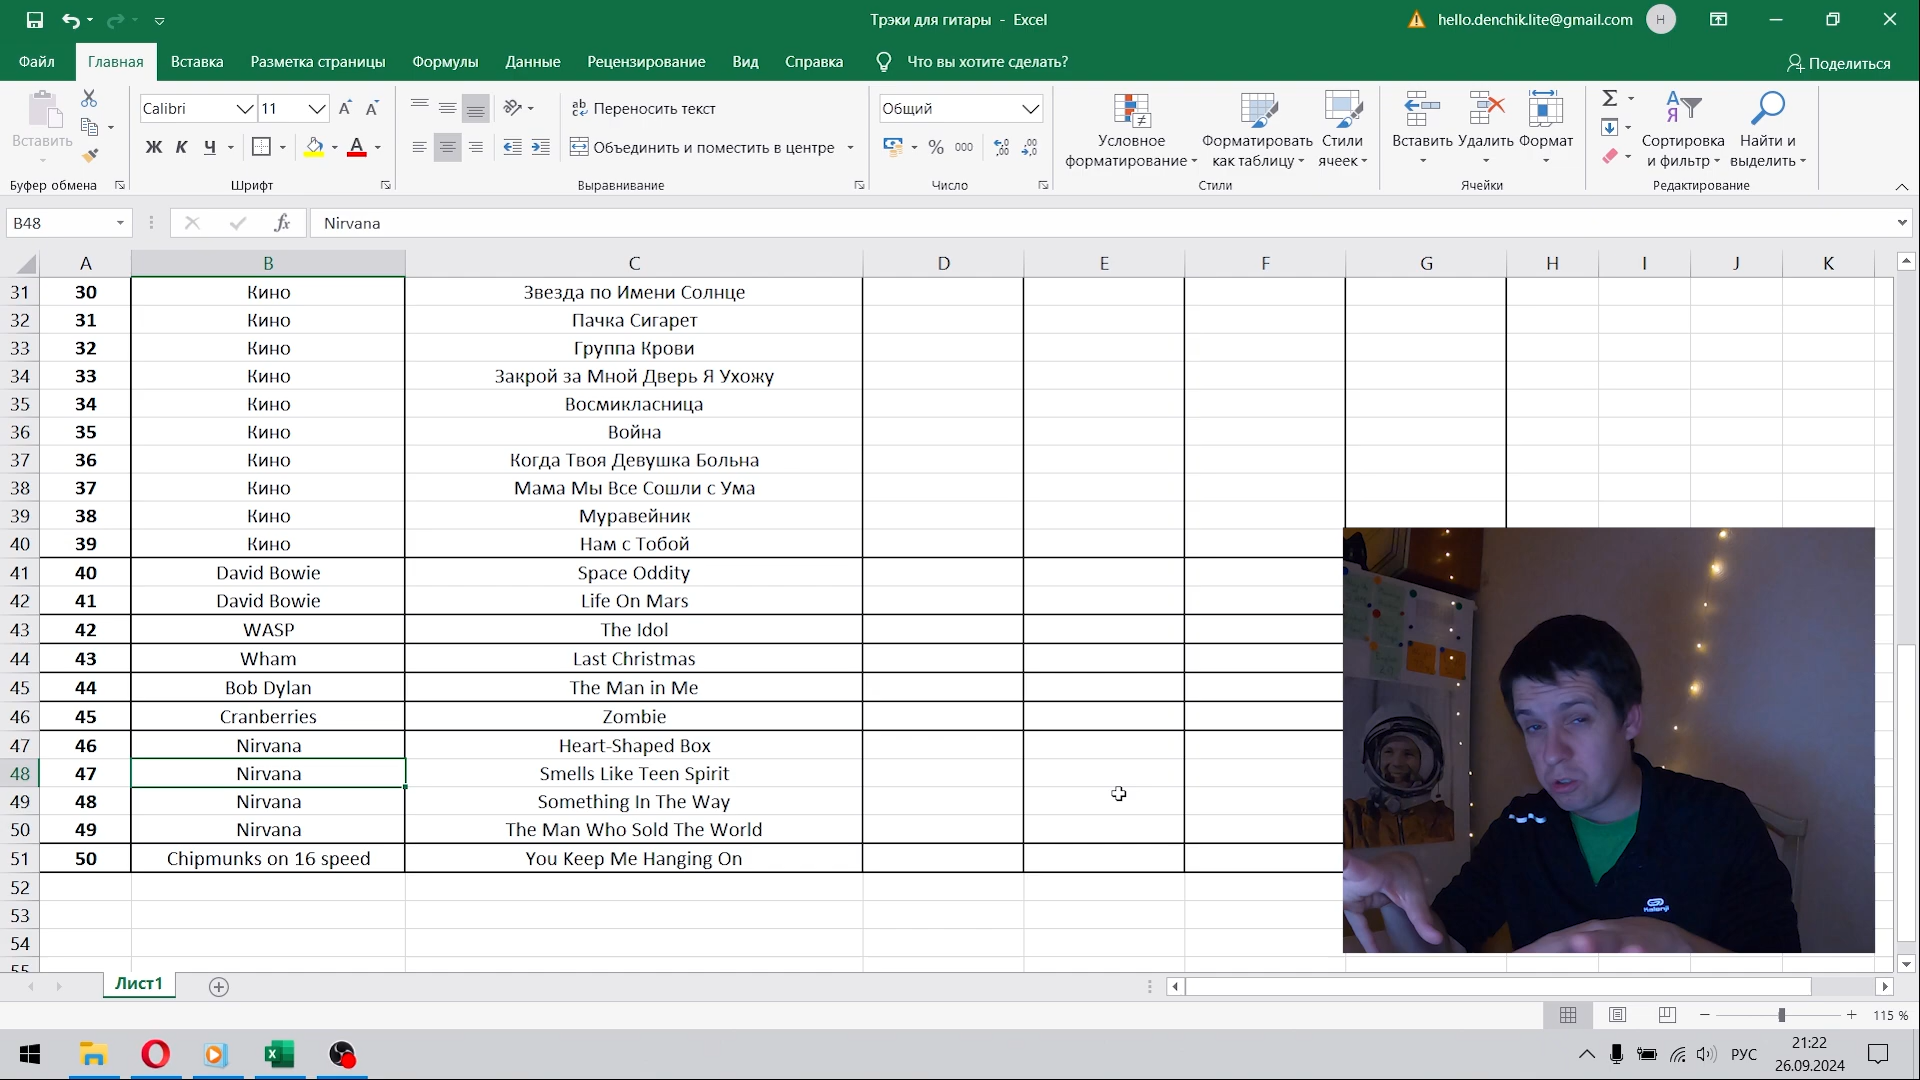 Трэки для гитары - Excel
hello.denchik.lite@gmail.com
H
Файл Главная Вставка Разметка страницы Формулы Данные Рецензирование Вид Справка Что вы хотите сделать? Поделиться
Вставить
Calibri 11
Ж К Ч
Переносить текст
Объединить и поместить в центре
Общий
% 000
Условное форматирование
Форматировать как таблицу
Стили ячеек
Вставить Удалить Формат
Сортировка и фильтр
Найти и выделить
Буфер обмена Шрифт Выравнивание Число Стили Ячейки Редактирование
B48 fx Nirvana
A B C D E F G H I J K
31 30 Кино Звезда по Имени Солнце
32 31 Кино Пачка Сигарет
33 32 Кино Группа Крови
34 33 Кино Закрой за Мной Дверь Я Ухожу
35 34 Кино Восмикласница
36 35 Кино Война
37 36 Кино Когда Твоя Девушка Больна
38 37 Кино Мама Мы Все Сошли с Ума
39 38 Кино Муравейник
40 39 Кино Нам с Тобой
41 40 David Bowie Space Oddity
42 41 David Bowie Life On Mars
43 42 WASP The Idol
44 43 Wham Last Christmas
45 44 Bob Dylan The Man in Me
46 45 Cranberries Zombie
47 46 Nirvana Heart-Shaped Box
48 47 Nirvana Smells Like Teen Spirit
49 48 Nirvana Something In The Way
50 49 Nirvana The Man Who Sold The World
51 50 Chipmunks on 16 speed You Keep Me Hanging On
52
53
54
55
Kalenji
Лист1
115 %
РУС
21:22
26.09.2024